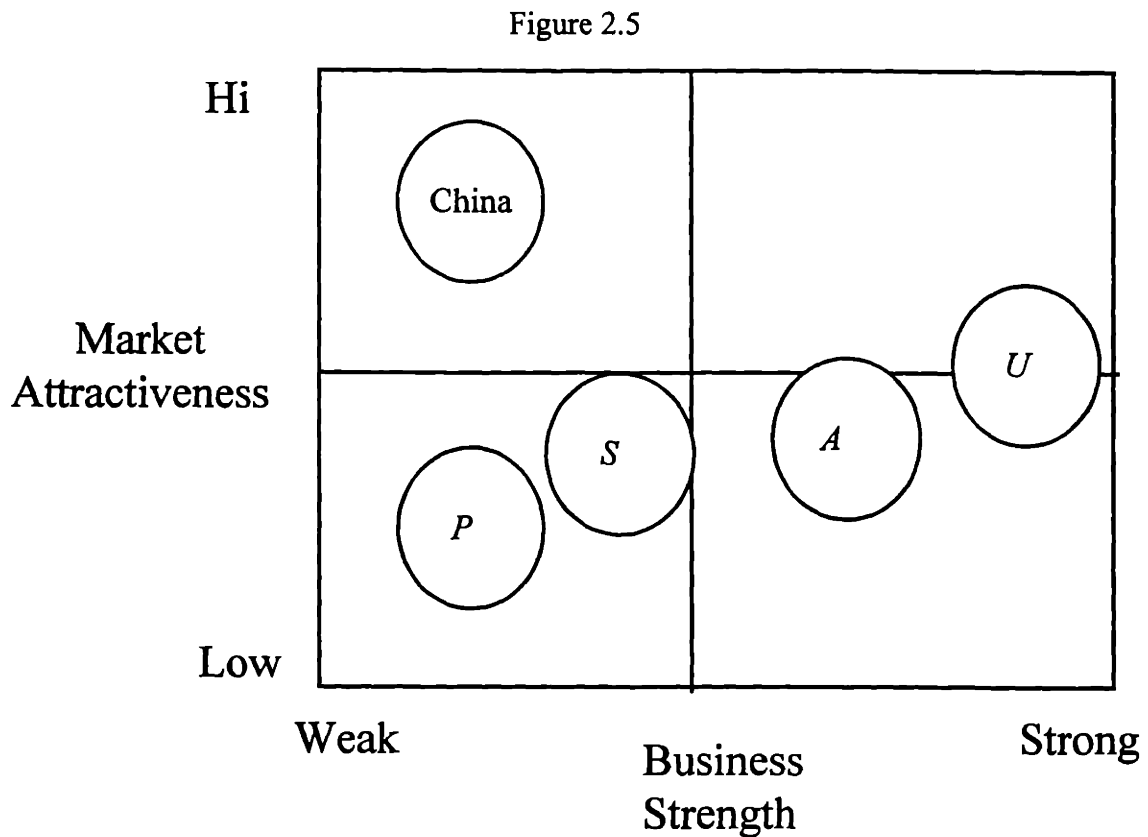 Figure 2.5
Hi
China
Market
Attractiveness
U
A
S
P
Low
Weak
Strong
Business
Strength